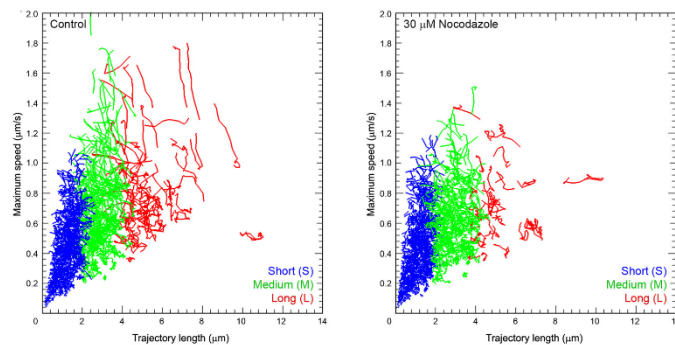 Control
Maximum speed (μm/s)
2.0
1.8
1.6
1.4
1.2
1.0
0.8
0.6
0.4
0.2
Short (S)
Medium (M)
Long (L)
0 2 4 6 8 10 12 14
Trajectory length (μm)
30 μM Nocodazole
Maximum speed (μm/s)
2.0
1.8
1.6
1.4
1.2
1.0
0.8
0.6
0.4
0.2
Short (S)
Medium (M)
Long (L)
0 2 4 6 8 10 12 14
Trajectory length (μm)